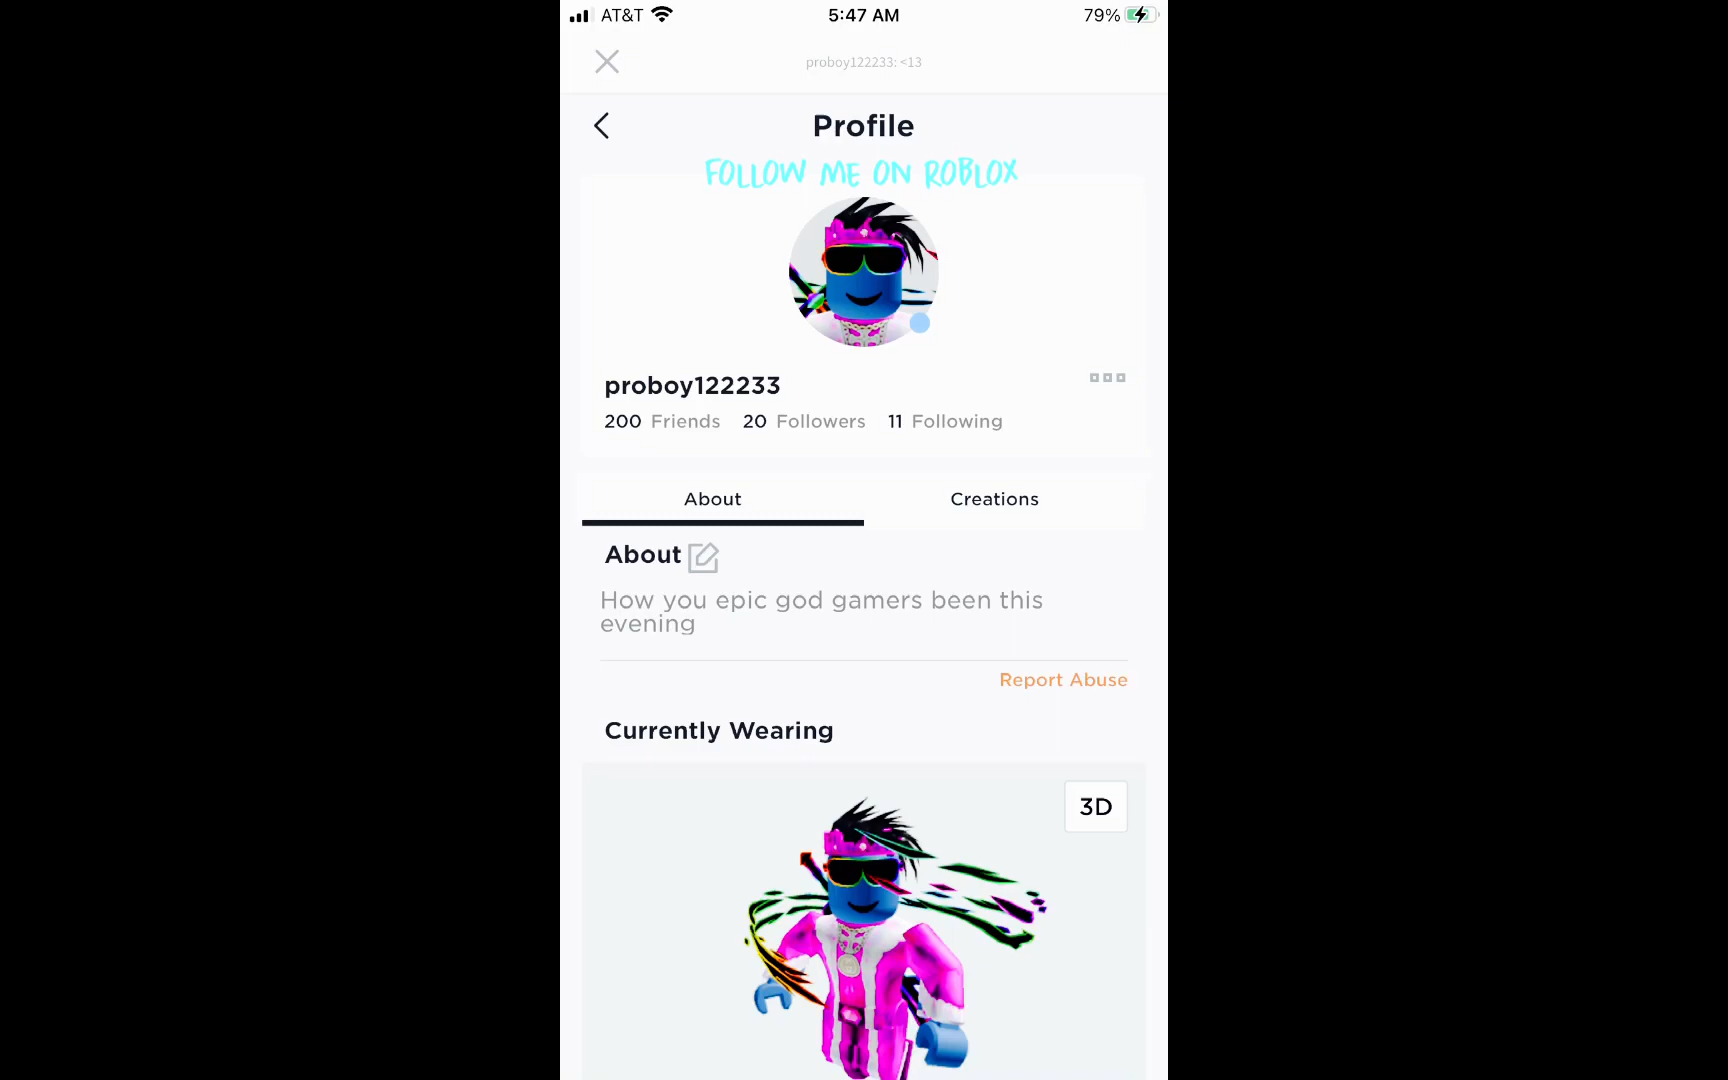 AT&T 5:47 AM 79%
proboy122233: <13
Profile
FOLLOW ME ON ROBLOX
proboy122233
200 Friends 20 Followers 11 Following
About Creations
About
How you epic god gamers been this
evening
Report Abuse
Currently Wearing
3D